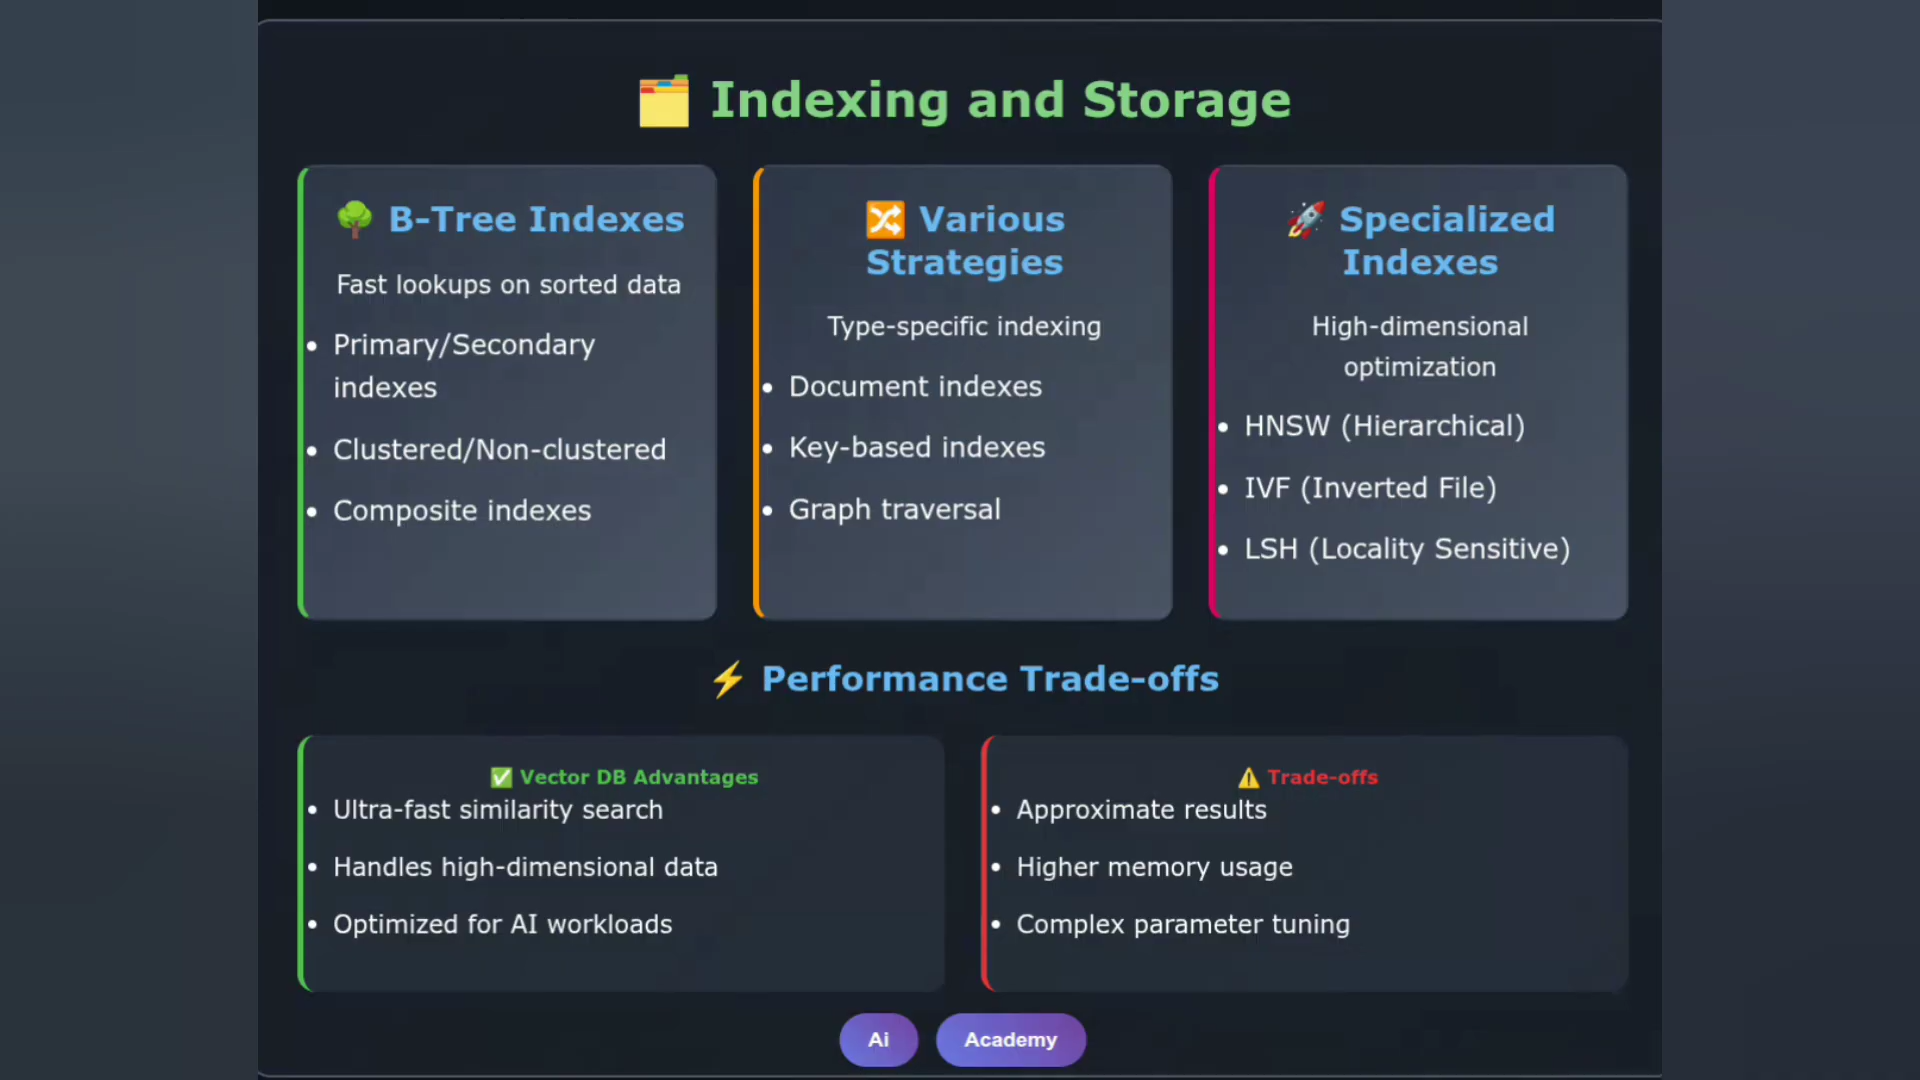 Indexing and Storage
B-Tree Indexes
Fast lookups on sorted data
• Primary/Secondary
indexes
• Clustered/Non-clustered
• Composite indexes
Various
Strategies
Type-specific indexing
• Document indexes
• Key-based indexes
• Graph traversal
Specialized
Indexes
High-dimensional
optimization
• HNSW (Hierarchical)
• IVF (Inverted File)
• LSH (Locality Sensitive)
Performance Trade-offs
Vector DB Advantages
• Ultra-fast similarity search
• Handles high-dimensional data
• Optimized for AI workloads
Trade-offs
• Approximate results
• Higher memory usage
• Complex parameter tuning
Ai
Academy